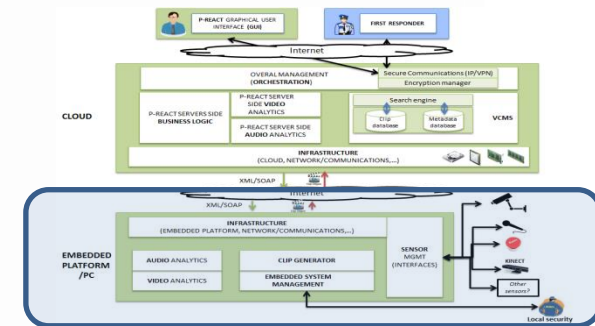 P-REACT GRAPHICAL USER
INTERFACE (GUI)
FIRST RESPONDER
Internet
OVERAL MANAGEMENT
(ORCHESTRATION)
Secure Communications (IP/VPN)
Encryption manager
CLOUD
P-REACT SERVERS SIDE
BUSINESS LOGIC
P-REACT SERVER
SIDE VIDEO
ANALYTICS
P-REACT SERVER SIDE
AUDIO ANALYTICS
Search engine
Clip
database
Metadata
database
VCMS
INFRASTRUCTURE
(CLOUD, NETWORK/COMMUNICATIONS,...)
XML/SOAP
Internet
XML/SOAP
INFRASTRUCTURE
(EMBEDDED PLATFORM, NETWORK/COMMUNICATIONS,...)
EMBEDDED
PLATFORM
/PC
AUDIO ANALYTICS
VIDEO ANALYTICS
CLIP GENERATOR
EMBEDDED SYSTEM
MANAGEMENT
SENSOR
MGMT
(INTERFACES)
KINECT
Other
sensors?
Local security